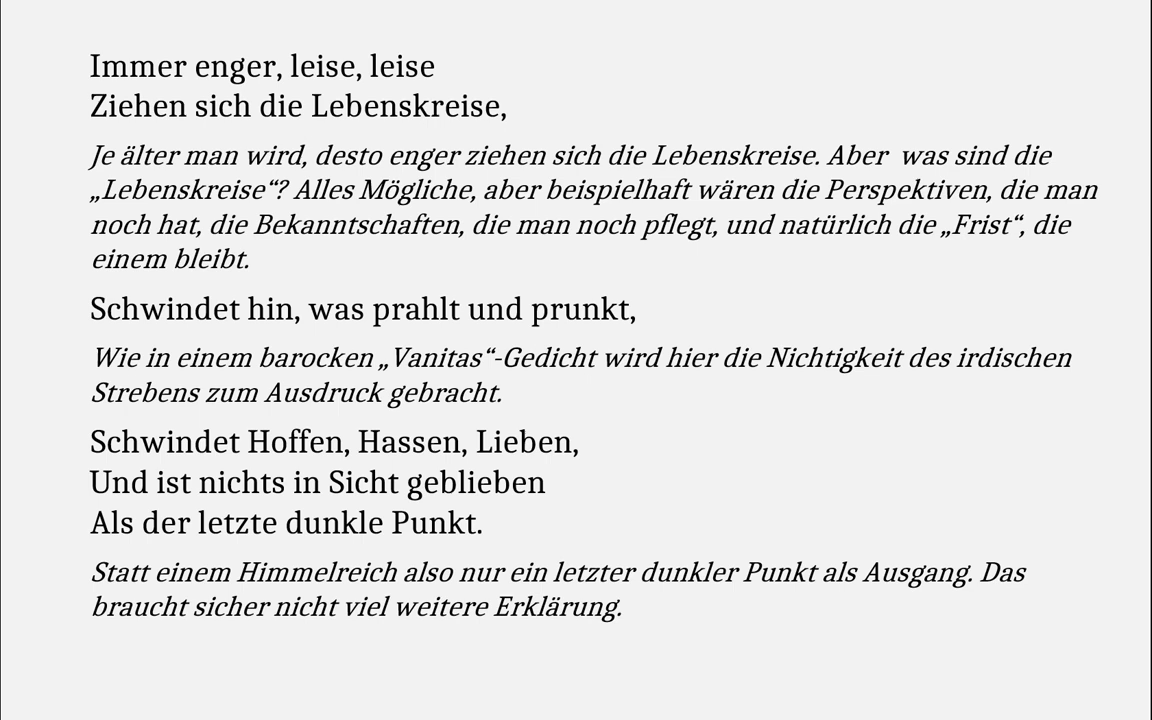 Immer enger, leise, leise
Ziehen sich die Lebenskreise,
Je älter man wird, desto enger ziehen sich die Lebenskreise. Aber  was sind die
„Lebenskreise“? Alles Mögliche, aber beispielhaft wären die Perspektiven, die man
noch hat, die Bekanntschaften, die man noch pflegt, und natürlich die „Frist“, die
einem bleibt.
Schwindet hin, was prahlt und prunkt,
Wie in einem barocken „Vanitas“-Gedicht wird hier die Nichtigkeit des irdischen
Strebens zum Ausdruck gebracht.
Schwindet Hoffen, Hassen, Lieben,
Und ist nichts in Sicht geblieben
Als der letzte dunkle Punkt.
Statt einem Himmelreich also nur ein letzter dunkler Punkt als Ausgang. Das
braucht sicher nicht viel weitere Erklärung.